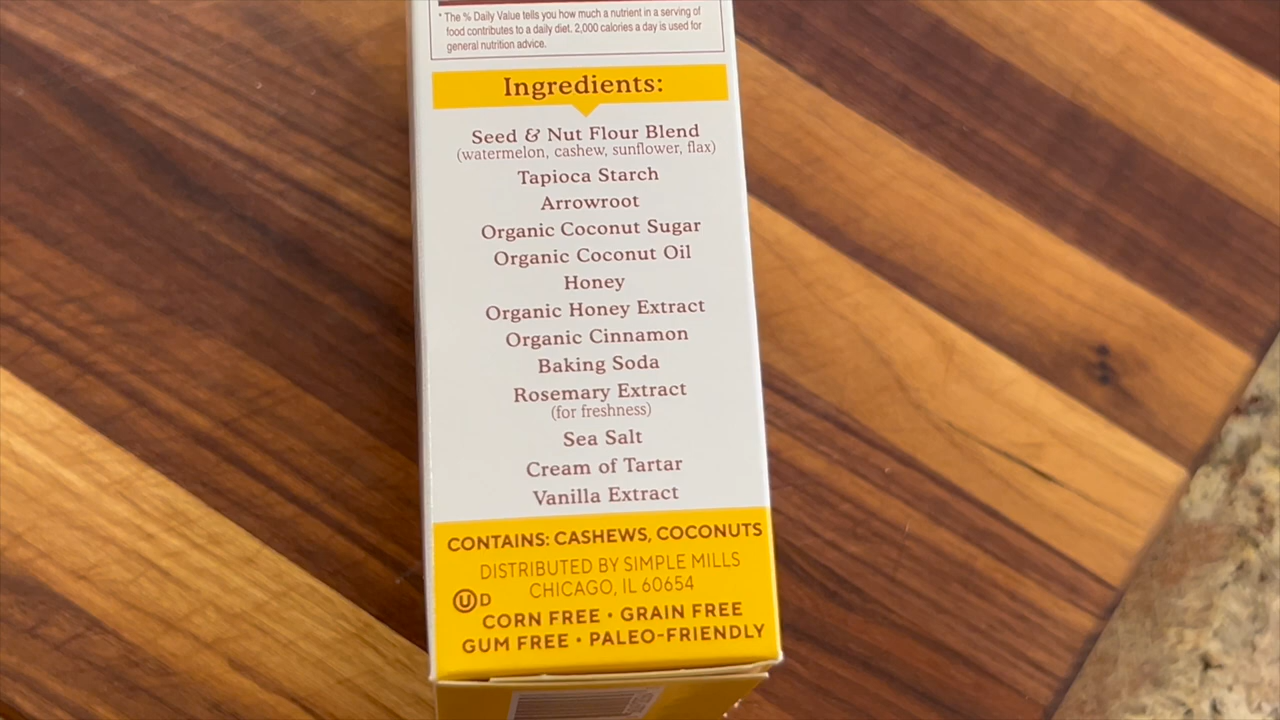 * The % Daily Value tells you how much a nutrient in a serving of
food contributes to a daily diet. 2,000 calories a day is used for
general nutrition advice.
Ingredients:
Seed & Nut Flour Blend
(watermelon, cashew, sunflower, flax)
Tapioca Starch
Arrowroot
Organic Coconut Sugar
Organic Coconut Oil
Honey
Organic Honey Extract
Organic Cinnamon
Baking Soda
Rosemary Extract
(for freshness)
Sea Salt
Cream of Tartar
Vanilla Extract
CONTAINS: CASHEWS, COCONUTS
DISTRIBUTED BY SIMPLE MILLS
CHICAGO, IL 60654
U D
CORN FREE • GRAIN FREE
GUM FREE • PALEO-FRIENDLY